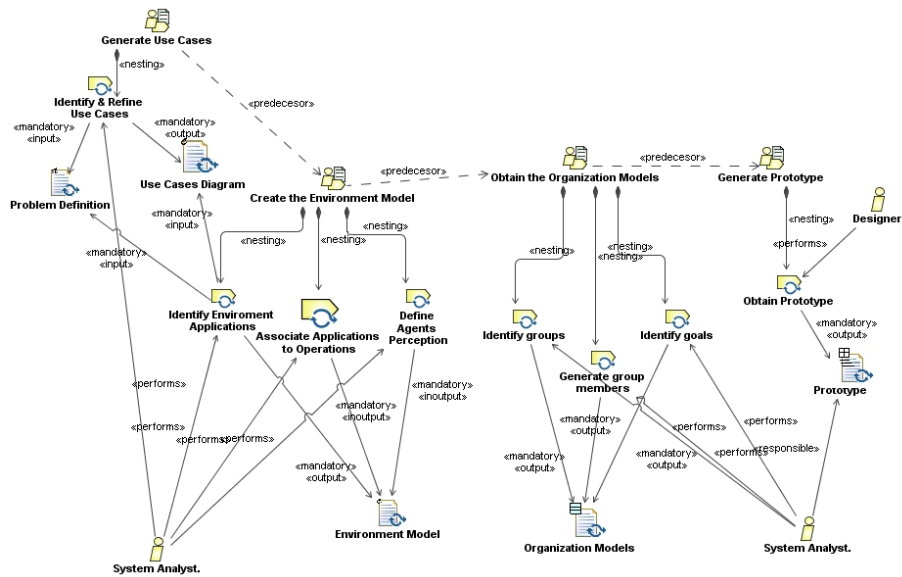 Generate Use Cases
«nesting»
Identify & Refine
Use Cases
«predecesor»
«mandatory»
«input»
«mandatory»
«output»
Problem Definition
Use Cases Diagram
«mandatory»
«input»
«mandatory»
«input»
Create the Environment Model
«predecesor»
«nesting»
«nesting»
«nesting»
Identify Enviroment
Applications
Associate Applications
to Operations
Define
Agents
Perception
«performs»
«performs»
«performs»
«mandatory»
«inoutput»
«mandatory»
«inoutput»
«mandatory»
«output»
Environment Model
System Analyst.
Obtain the Organization Models
«predecesor»
Generate Prototype
«nesting»
«nesting»
«nesting»
«nesting»
«performs»
Designer
Obtain Prototype
Identify groups
Generate group
members
Identify goals
«mandatory»
«output»
Prototype
«mandatory»
«output»
«mandatory»
«output»
«mandatory»
«output»
«performs»
«performs»
«performs»
«responsible»
Organization Models
System Analyst.